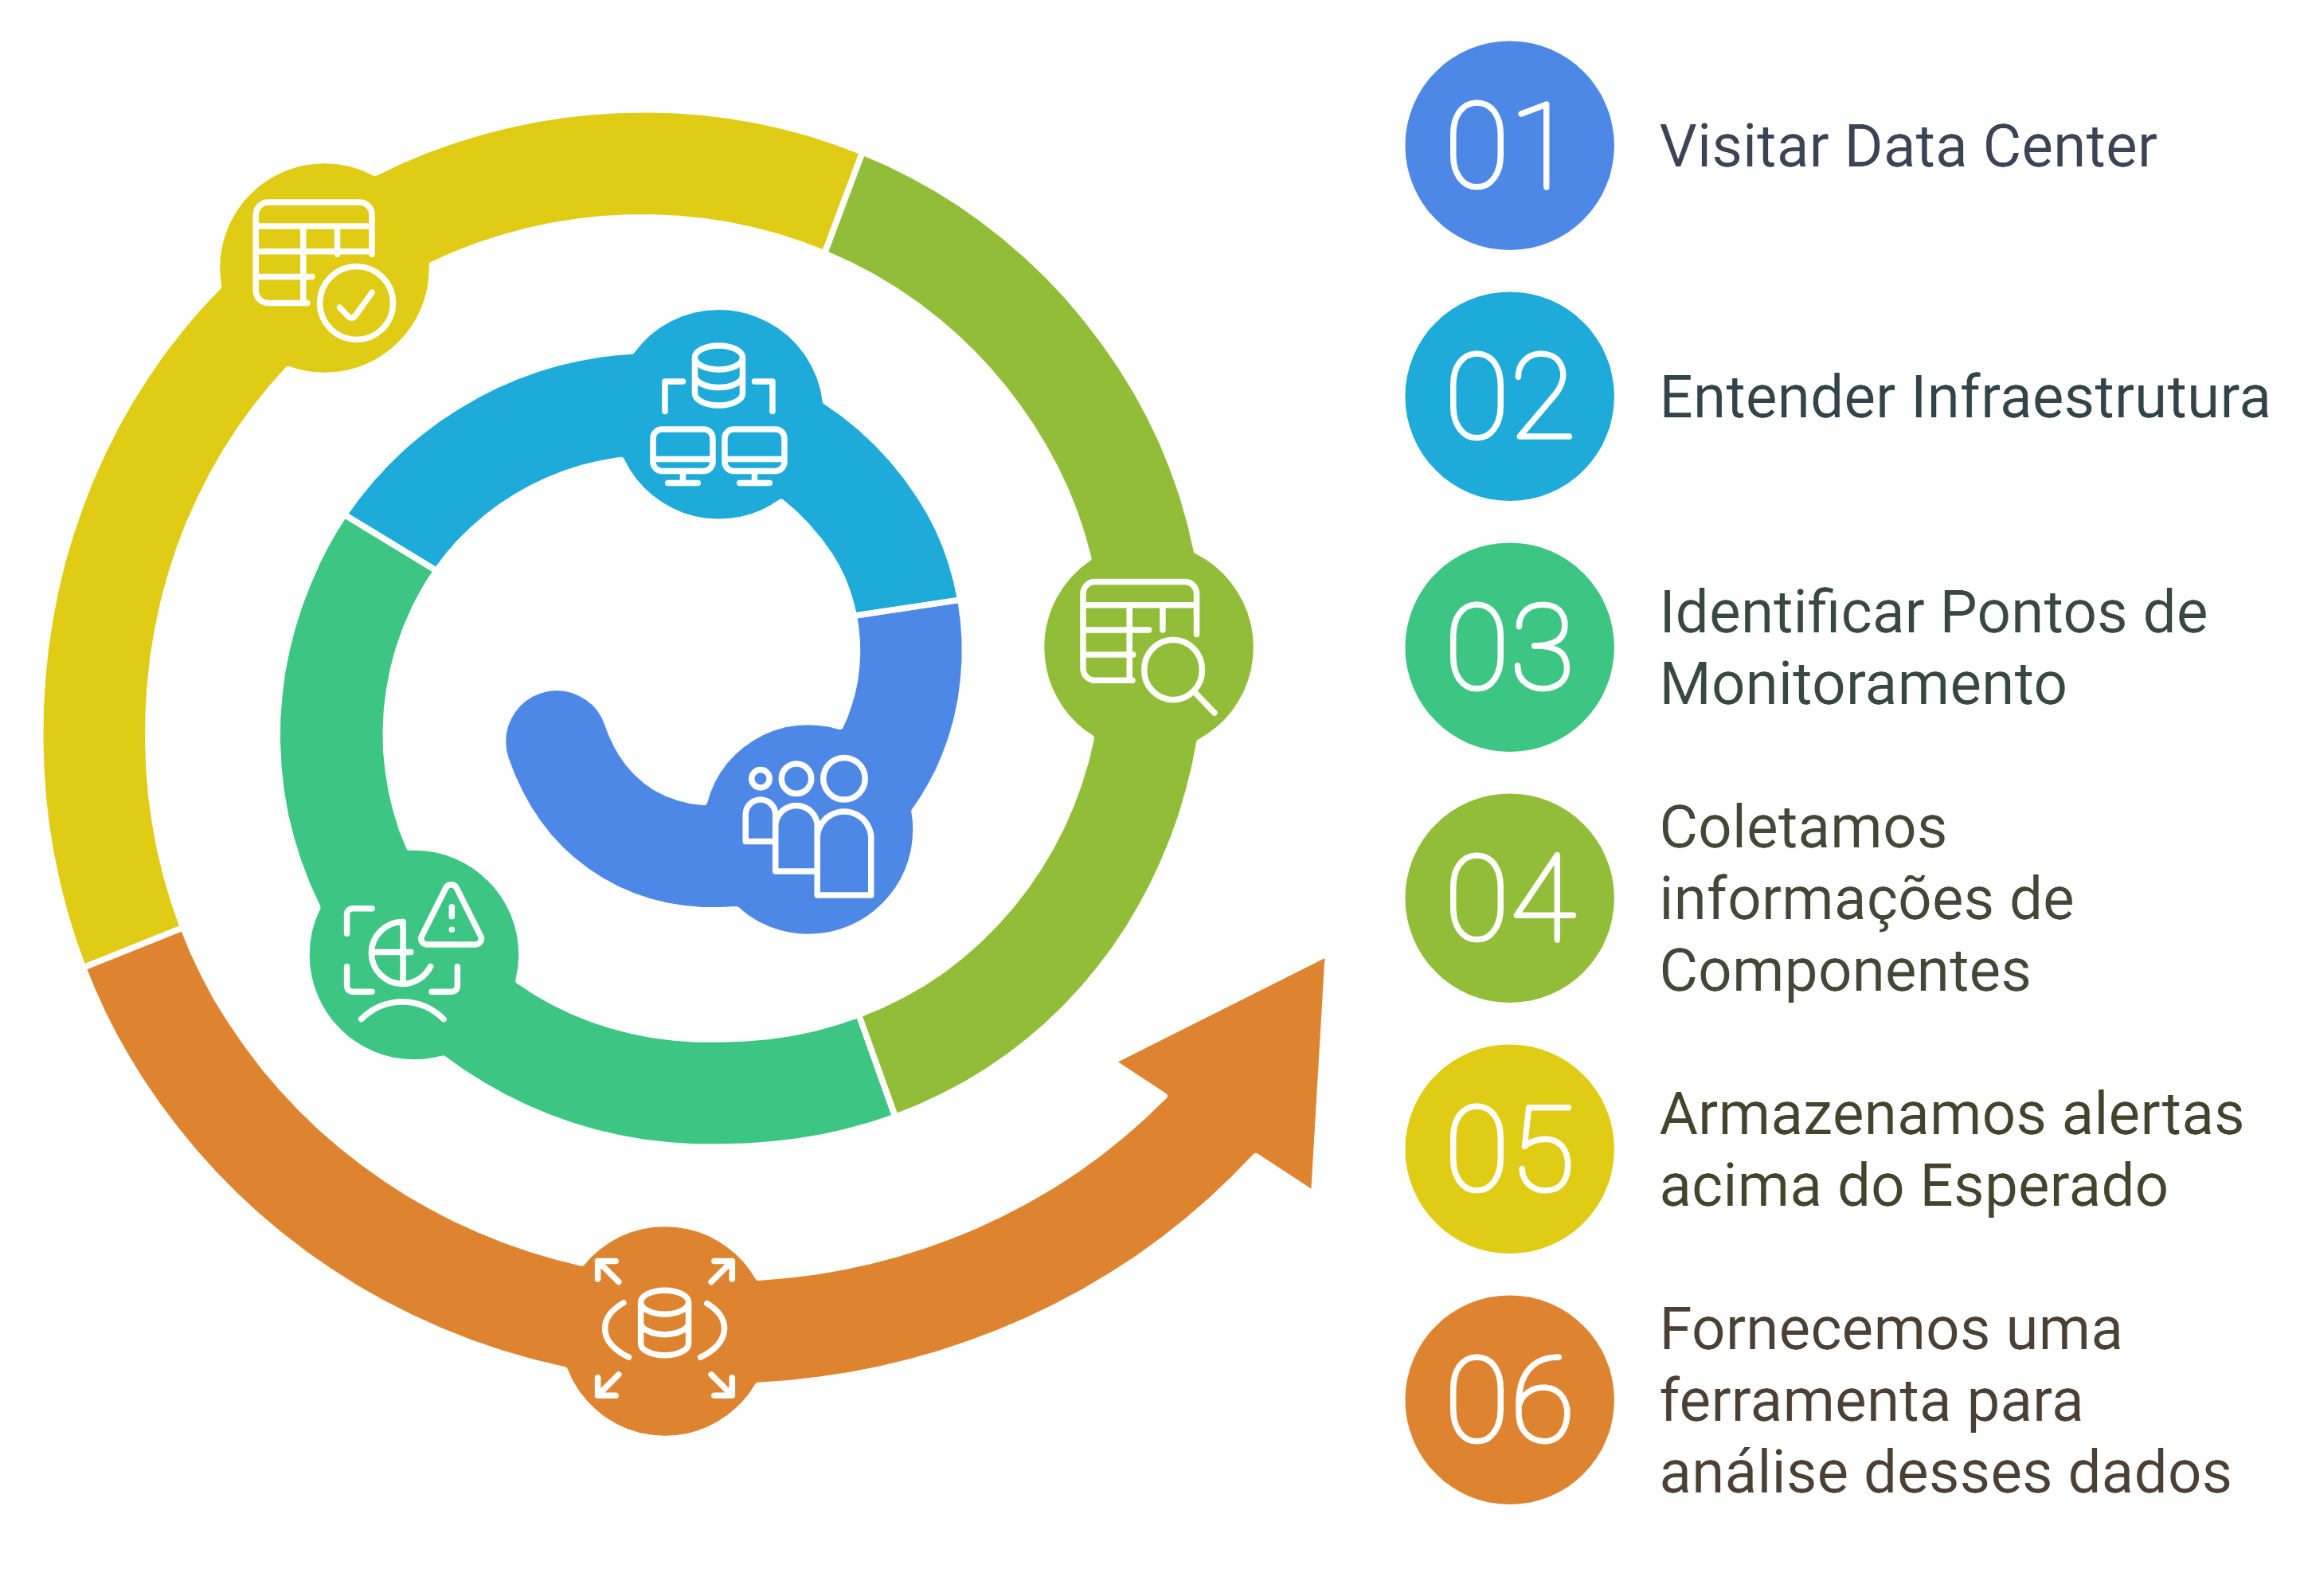 01
Visitar Data Center
02
Entender Infraestrutura
03
Identificar Pontos de
Monitoramento
04
Coletamos
informações de
Componentes
05
Armazenamos alertas
acima do Esperado
06
Fornecemos uma
ferramenta para
análise desses dados